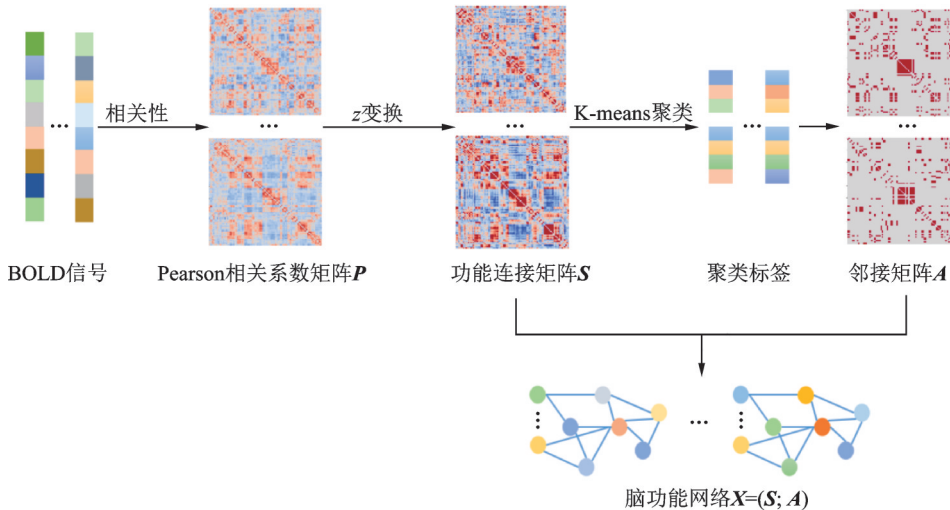 相关性
z变换
K-means聚类
BOLD信号
Pearson相关系数矩阵P
功能连接矩阵S
聚类标签
邻接矩阵A
脑功能网络X=(S; A)